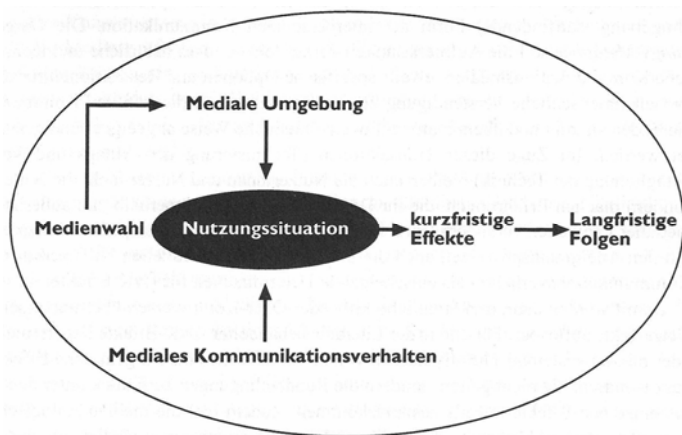 Mediale Umgebung
Medienwahl
Nutzungssituation
kurzfristige
Effekte
Langfristige
Folgen
Mediales Kommunikationsverhalten